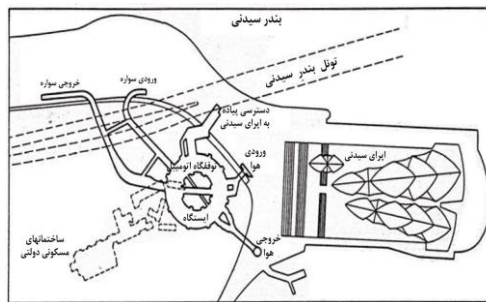 بندر سیدنی
تونل بندر سیدنی
ورودی سواره
خروجی سواره
دسترسی پیاده
به اپرای سیدنی
اپرای سیدنی
ورودی
هوا
توقفگاه اتومبیل
ایستگاه
ساختمانهای
مسکونی دولتی
خروجی
هوا